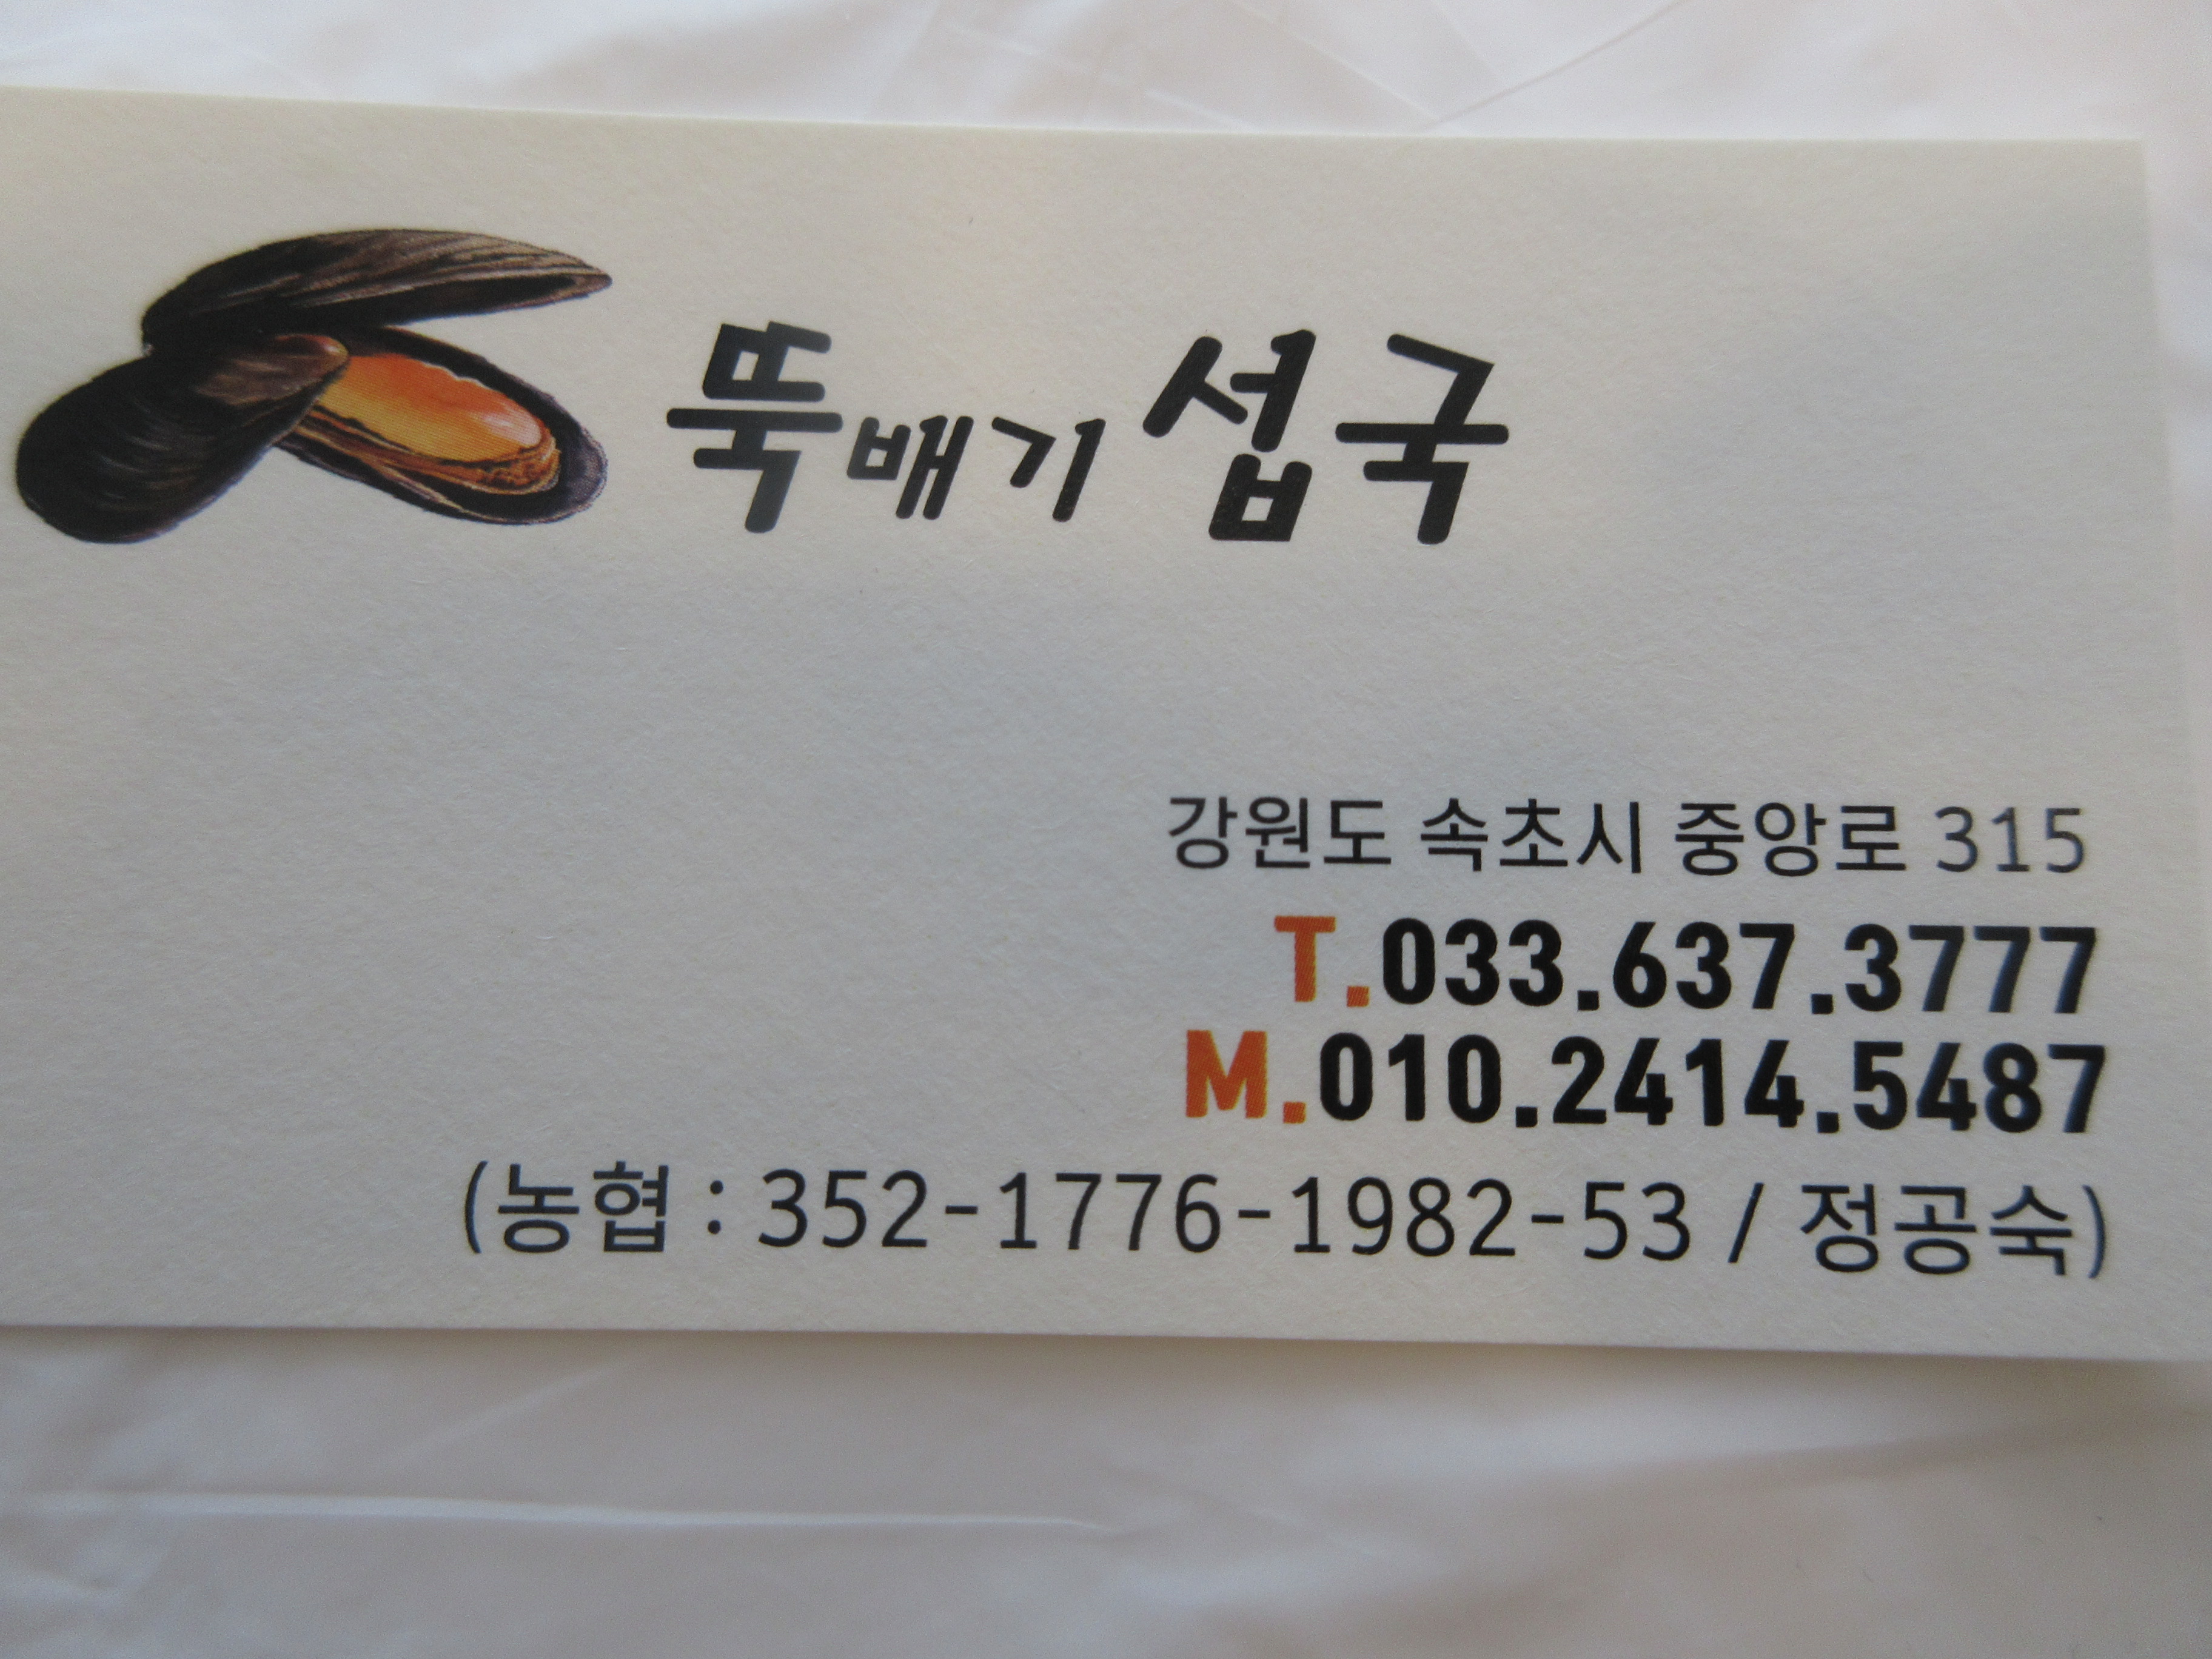 뚝배기 섭국
강원도 속초시 중앙로 315
T.033.637.3777
M.010.2414.5487
(농협 : 352-1776-1982-53 / 정공숙)